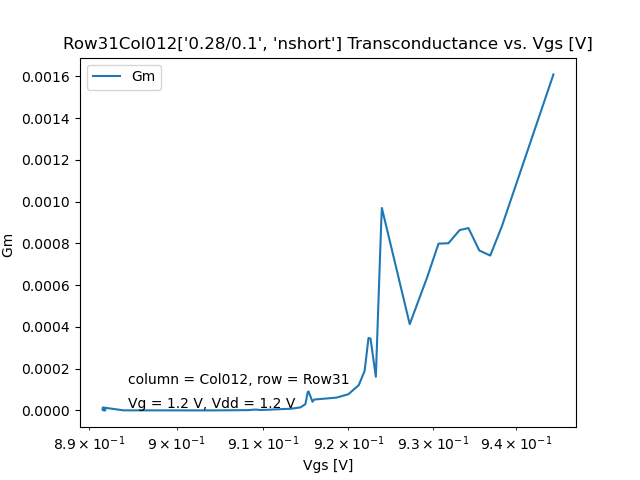 Row31Col012['0.28/0.1', 'nshort'] Transconductance vs. Vgs [V]
Gm
0.0016
0.0014
0.0012
0.0010
0.0008
0.0006
0.0004
0.0002
0.0000
Gm
column = Col012, row = Row31
Vg = 1.2 V, Vdd = 1.2 V
8.9 × 10⁻¹
9 × 10⁻¹
9.1 × 10⁻¹
9.2 × 10⁻¹
9.3 × 10⁻¹
9.4 × 10⁻¹
Vgs [V]